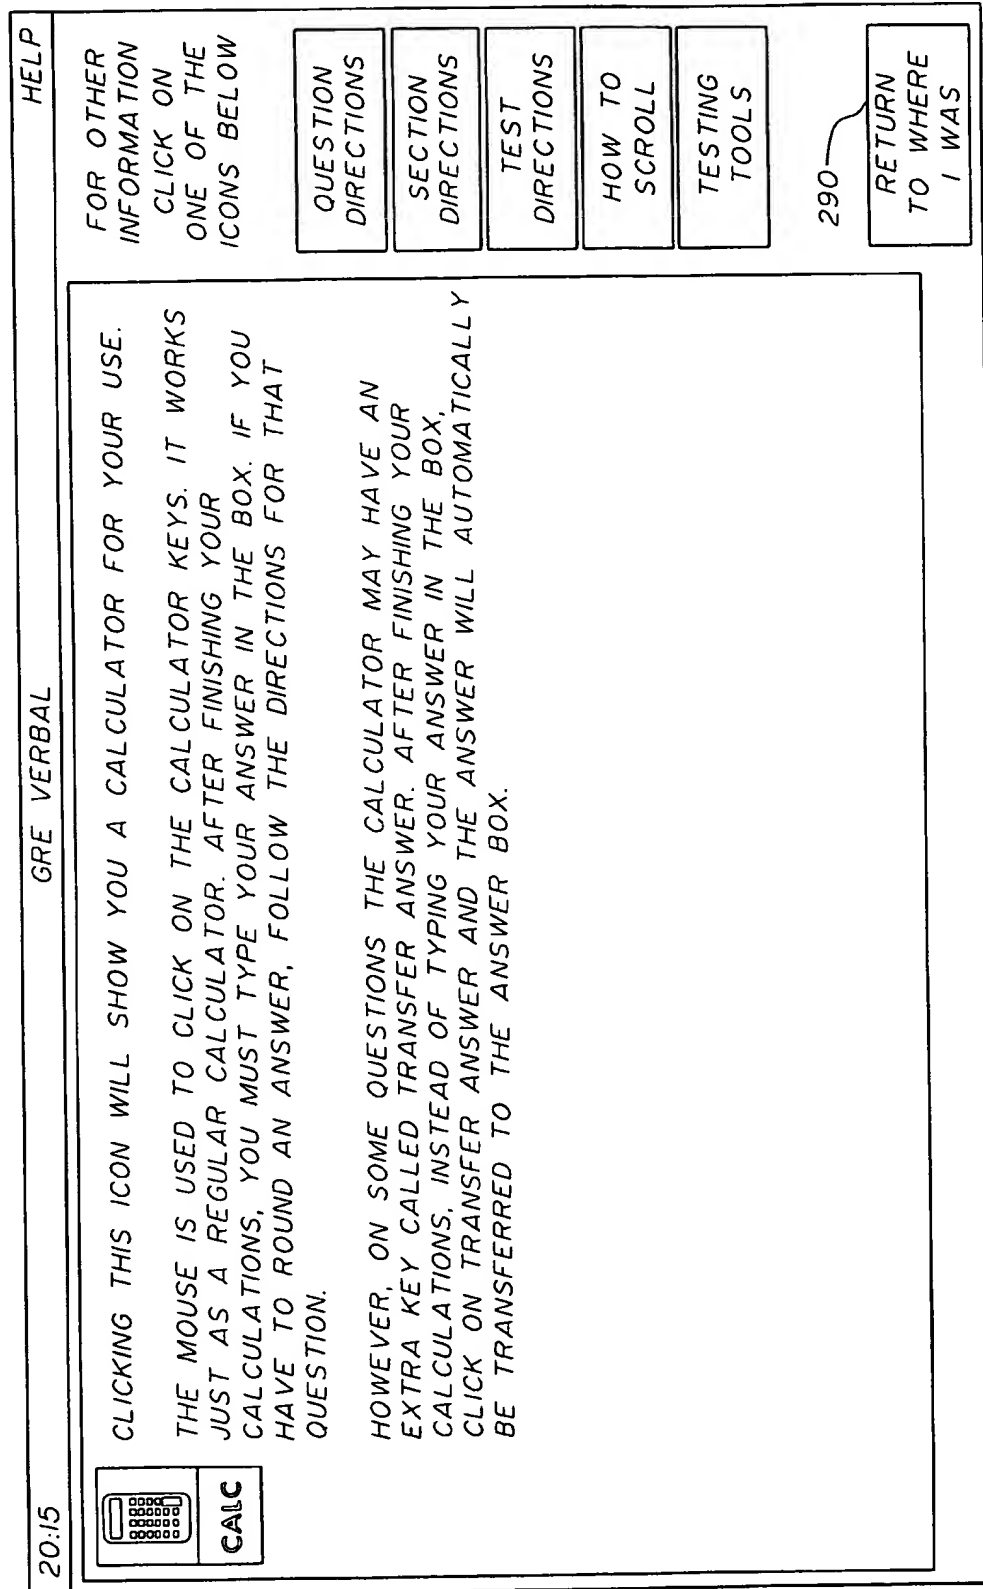 20:15
GRE VERBAL
HELP
CALC
CLICKING THIS ICON WILL SHOW YOU A CALCULATOR FOR YOUR USE.
THE MOUSE IS USED TO CLICK ON THE CALCULATOR KEYS. IT WORKS
JUST AS A REGULAR CALCULATOR. AFTER FINISHING YOUR
CALCULATIONS, YOU MUST TYPE YOUR ANSWER IN THE BOX. IF YOU
HAVE TO ROUND AN ANSWER, FOLLOW THE DIRECTIONS FOR THAT
QUESTION.
HOWEVER, ON SOME QUESTIONS THE CALCULATOR MAY HAVE AN
EXTRA KEY CALLED TRANSFER ANSWER. AFTER FINISHING YOUR
CALCULATIONS, INSTEAD OF TYPING YOUR ANSWER IN THE BOX,
CLICK ON TRANSFER ANSWER AND THE ANSWER WILL AUTOMATICALLY
BE TRANSFERRED TO THE ANSWER BOX.
FOR OTHER
INFORMATION
CLICK ON
ONE OF THE
ICONS BELOW
QUESTION
DIRECTIONS
SECTION
DIRECTIONS
TEST
DIRECTIONS
HOW TO
SCROLL
TESTING
TOOLS
290
RETURN
TO WHERE
I WAS